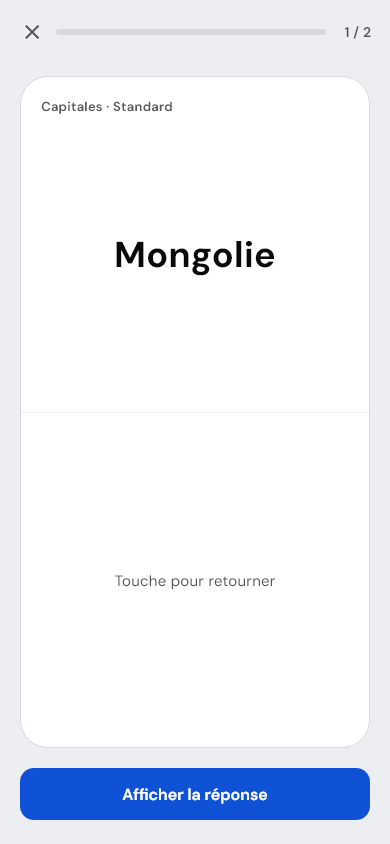 1 / 2
Capitales · Standard
Mongolie
Touche pour retourner
Afficher la réponse